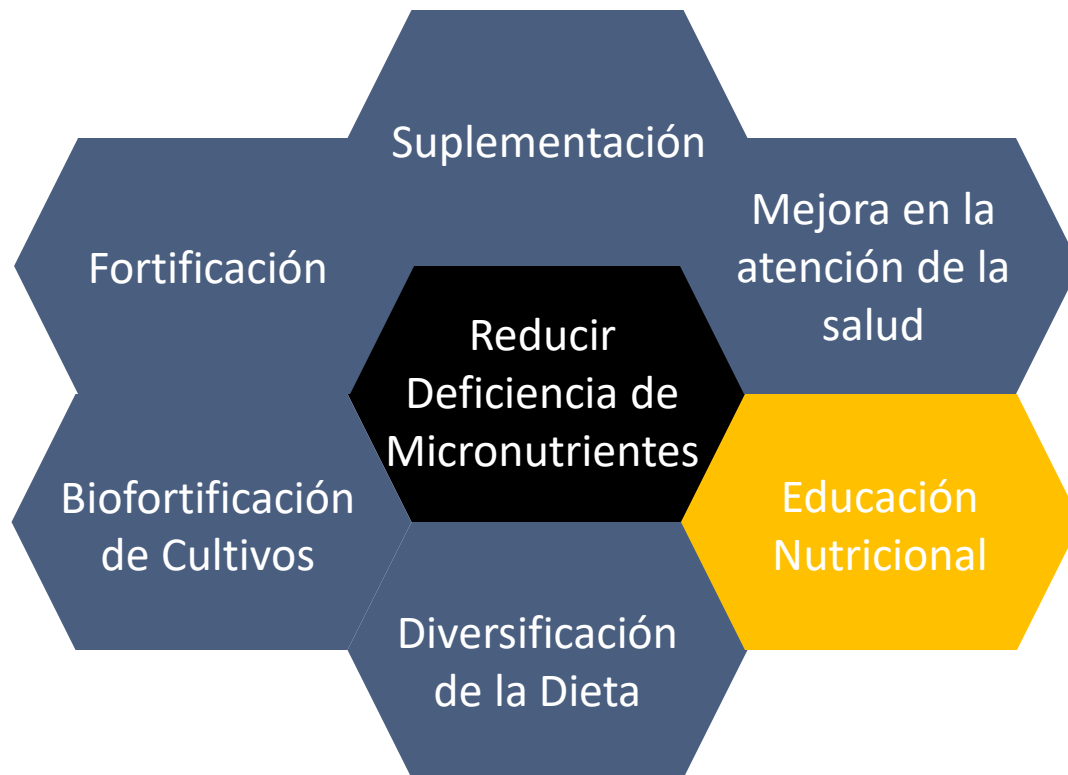 Suplementación
Mejora en la
atención de la
salud
Fortificación
Reducir
Deficiencia de
Micronutrientes
Biofortificación
de Cultivos
Educación
Nutricional
Diversificación
de la Dieta